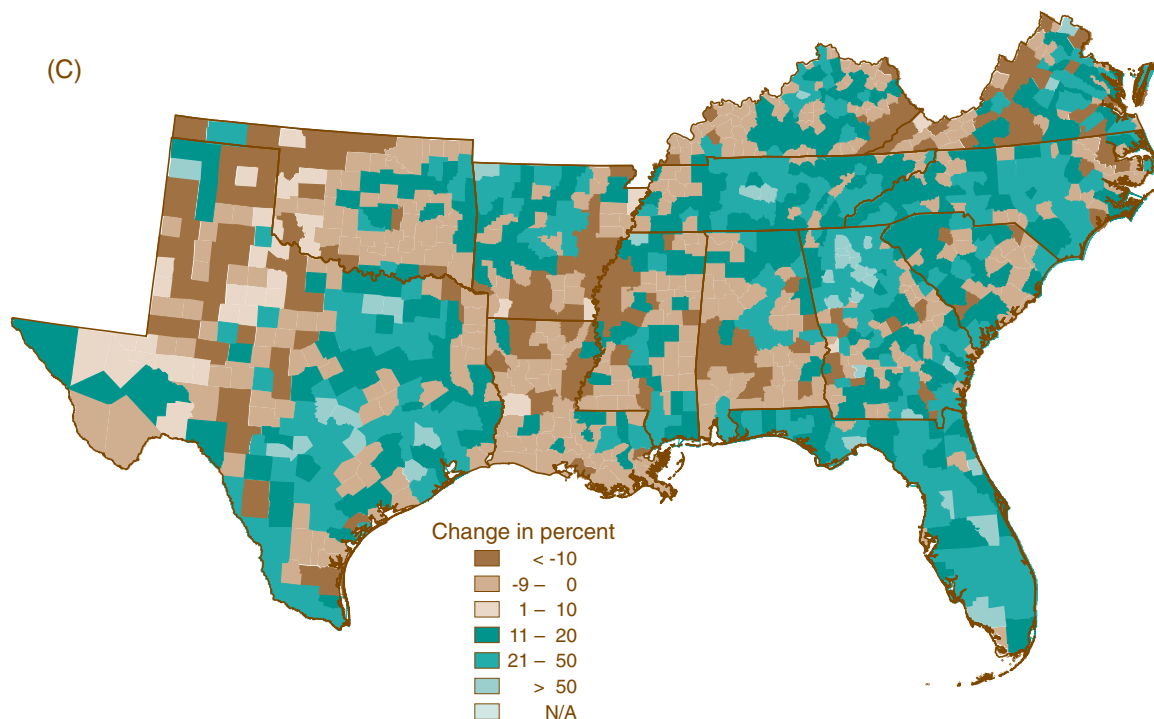 (C)
Change in percent
< -10
-9 – 0
1 – 10
11 – 20
21 – 50
> 50
N/A